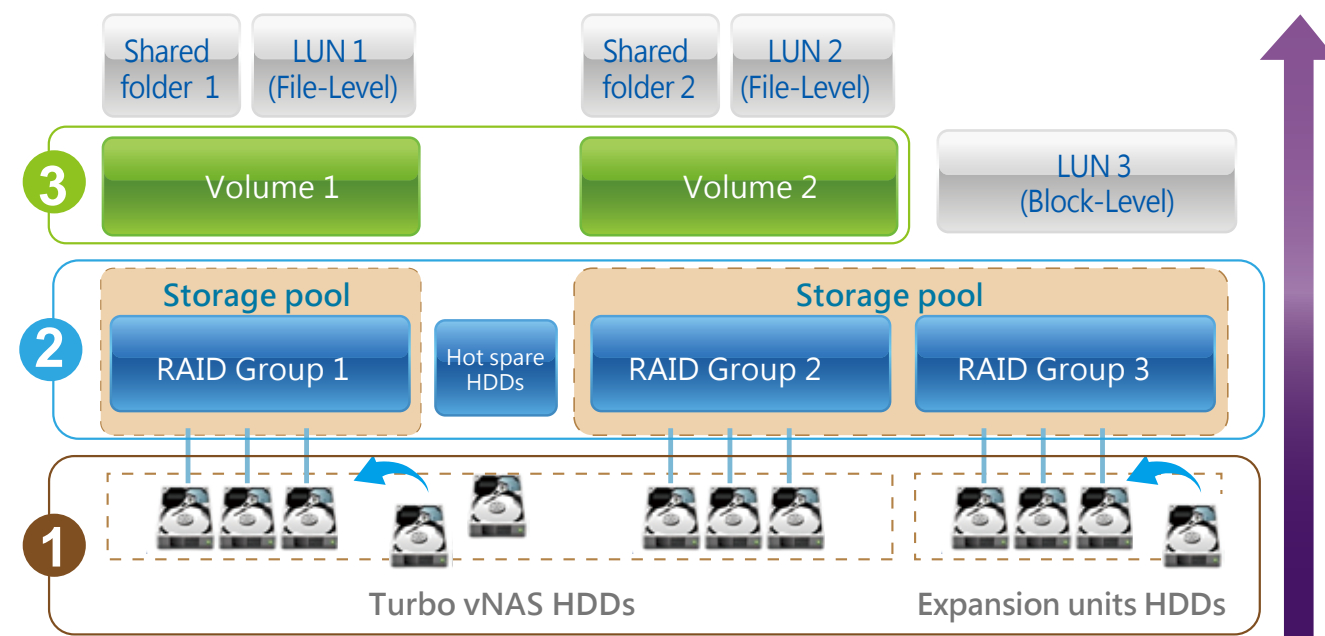 Shared
folder 1
LUN 1
(File-Level)
Shared
folder 2
LUN 2
(File-Level)
3
Volume 1
Volume 2
LUN 3
(Block-Level)
2
Storage pool
Storage pool
RAID Group 1
Hot spare
HDDs
RAID Group 2
RAID Group 3
1
Turbo vNAS HDDs
Expansion units HDDs